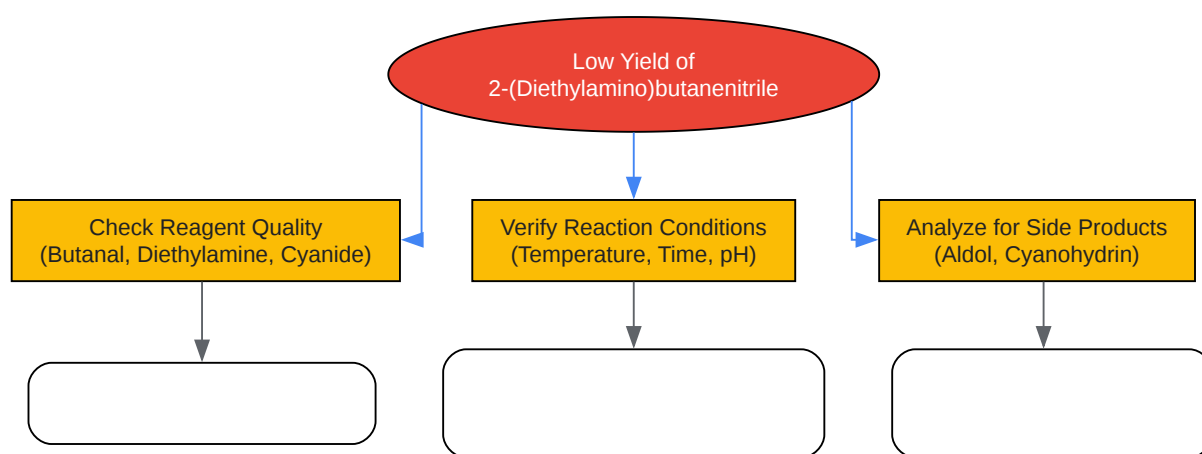 Low Yield of
2-(Diethylamino)butanenitrile
Check Reagent Quality
(Butanal, Diethylamine, Cyanide)
Verify Reaction Conditions
(Temperature, Time, pH)
Analyze for Side Products
(Aldol, Cyanohydrin)